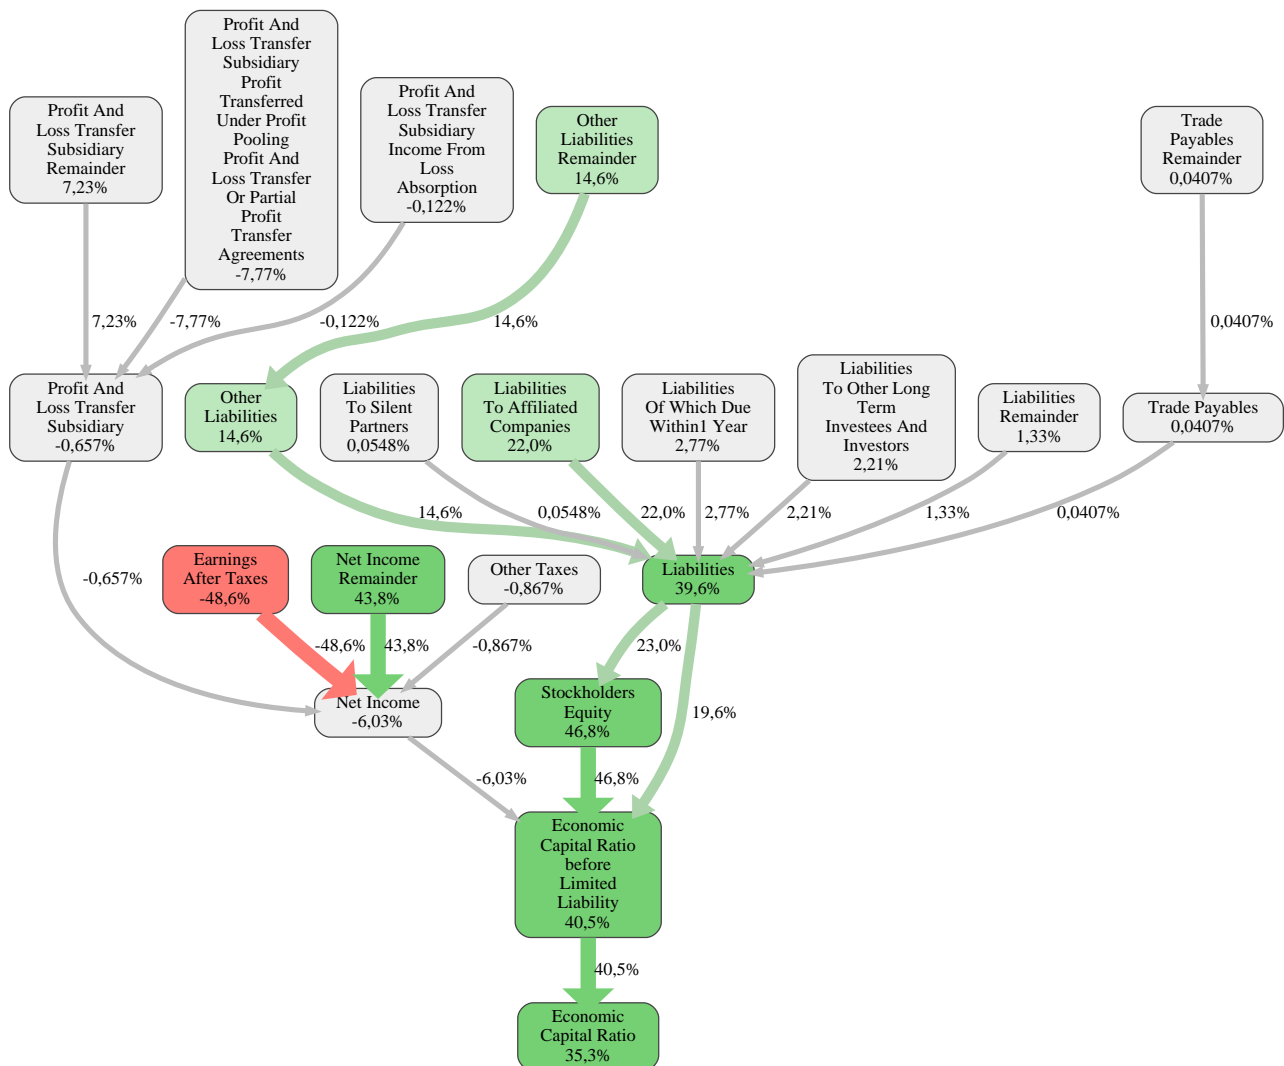 Profit And
Loss Transfer
Subsidiary
Remainder
7,23%
Profit And
Loss Transfer
Subsidiary
Profit
Transferred
Under Profit
Pooling
Profit And
Loss Transfer
Or Partial
Profit
Transfer
Agreements
-7,77%
Profit And
Loss Transfer
Subsidiary
Income From
Loss
Absorption
-0,122%
Other
Liabilities
Remainder
14,6%
Trade
Payables
Remainder
0,0407%
7,23%
-7,77%
-0,122%
14,6%
0,0407%
Profit And
Loss Transfer
Subsidiary
-0,657%
Other
Liabilities
14,6%
Liabilities
To Silent
Partners
0,0548%
Liabilities
To Affiliated
Companies
22,0%
Liabilities
Of Which Due
Within1 Year
2,77%
Liabilities
To Other Long
Term
Investees And
Investors
2,21%
Liabilities
Remainder
1,33%
Trade Payables
0,0407%
14,6%
0,0548%
22,0%
2,77%
2,21%
1,33%
0,0407%
-0,657%
Earnings
After Taxes
-48,6%
Net Income
Remainder
43,8%
Other Taxes
-0,867%
Liabilities
39,6%
-48,6%
43,8%
-0,867%
23,0%
19,6%
Net Income
-6,03%
Stockholders
Equity
46,8%
-6,03%
46,8%
Economic
Capital Ratio
before
Limited
Liability
40,5%
40,5%
Economic
Capital Ratio
35,3%